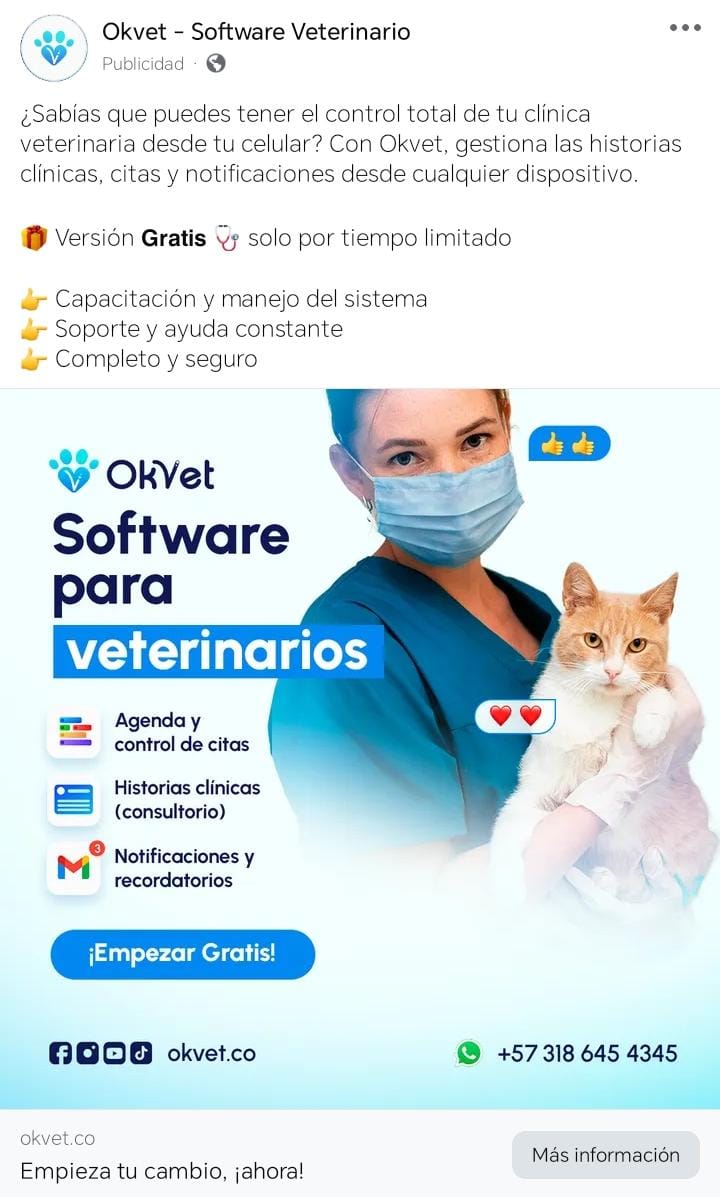 Okvet - Software Veterinario
Publicidad ·
¿Sabías que puedes tener el control total de tu clínica
veterinaria desde tu celular? Con Okvet, gestiona las historias
clínicas, citas y notificaciones desde cualquier dispositivo.
🎁 Versión Gratis 🩺 solo por tiempo limitado
👉 Capacitación y manejo del sistema
👉 Soporte y ayuda constante
👉 Completo y seguro
OkVet
Software
para
veterinarios
Agenda y
control de citas
Historias clínicas
(consultorio)
3
Notificaciones y
recordatorios
¡Empezar Gratis!
okvet.co
+57 318 645 4345
okvet.co
Empieza tu cambio, ¡ahora!
Más información